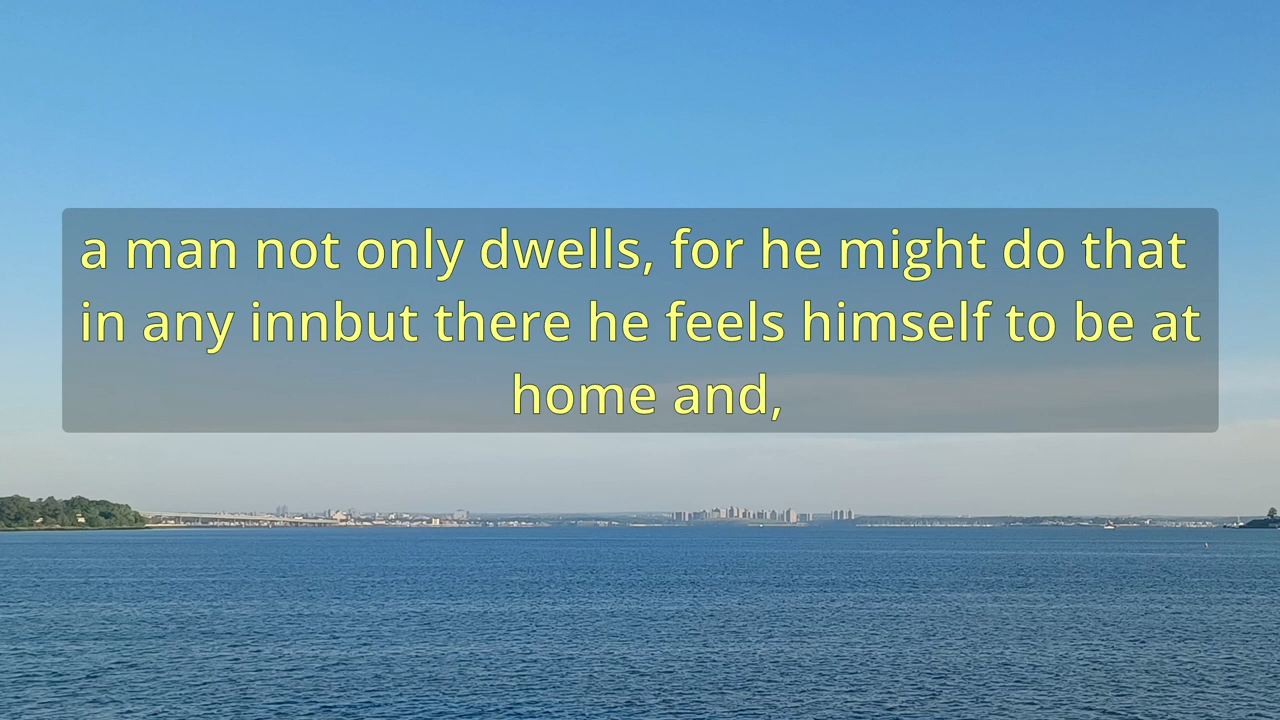 a man not only dwells, for he might do that
in any innbut there he feels himself to be at
home and,